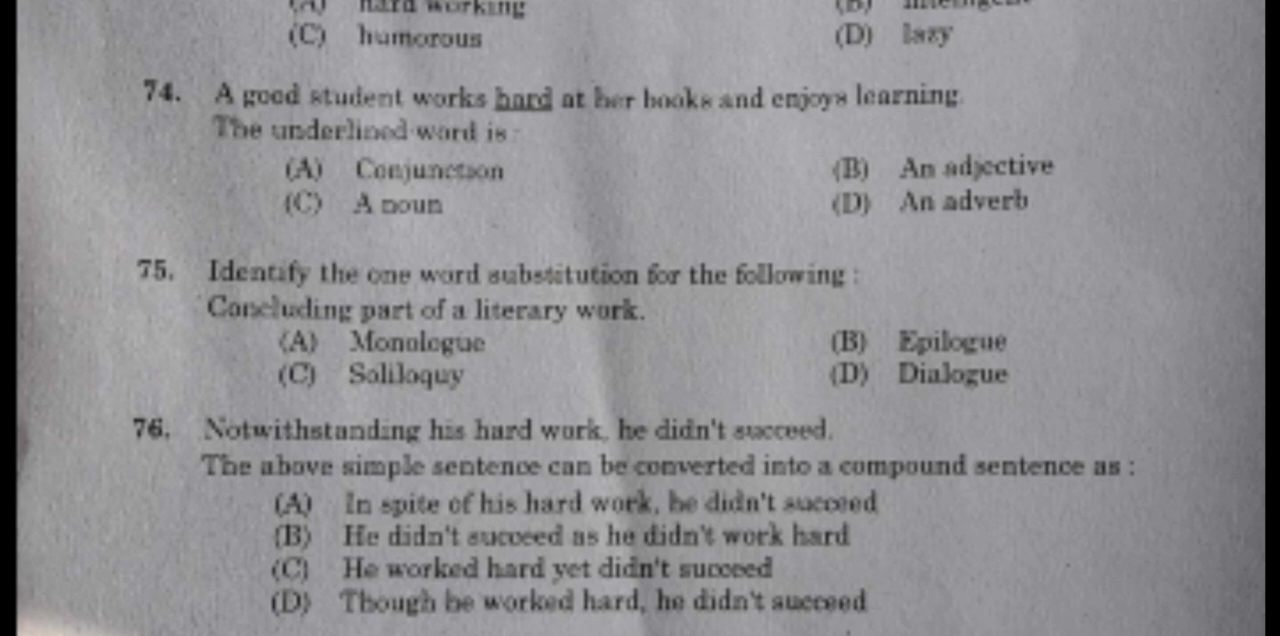 (A) hard working (B) intelligent
(C) humorous (D) lazy
74. A good student works hard at her books and enjoys learning.
The underlined word is :
(A) Conjunction (B) An adjective
(C) A noun (D) An adverb
75. Identify the one word substitution for the following :
Concluding part of a literary work.
(A) Monologue (B) Epilogue
(C) Soliloquy (D) Dialogue
76. Notwithstanding his hard work, he didn't succeed.
The above simple sentence can be converted into a compound sentence as :
(A) In spite of his hard work, he didn't succeed
(B) He didn't succeed as he didn't work hard
(C) He worked hard yet didn't succeed
(D) Though he worked hard, he didn't succeed